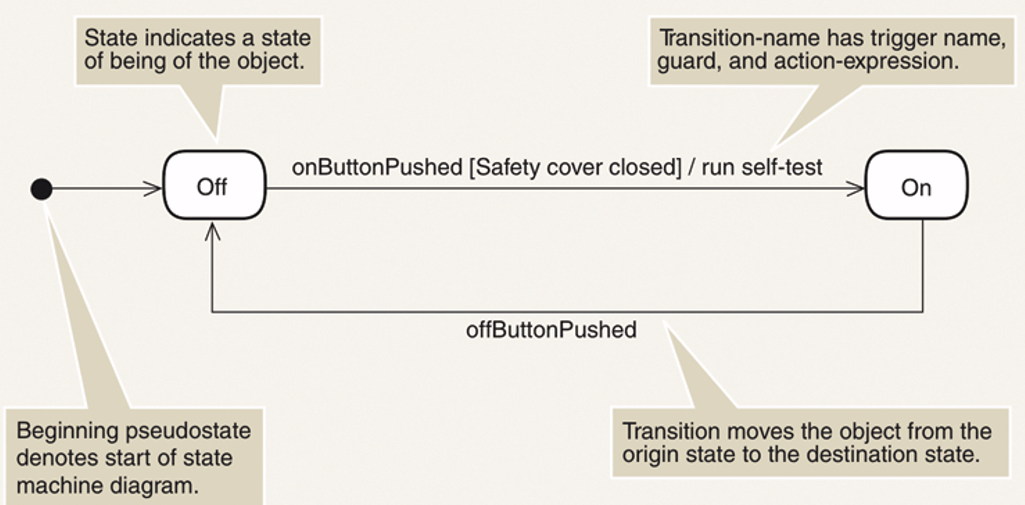 State indicates a state
of being of the object.
Transition-name has trigger name,
guard, and action-expression.
onButtonPushed [Safety cover closed] / run self-test
Off
On
offButtonPushed
Beginning pseudostate
denotes start of state
machine diagram.
Transition moves the object from the
origin state to the destination state.